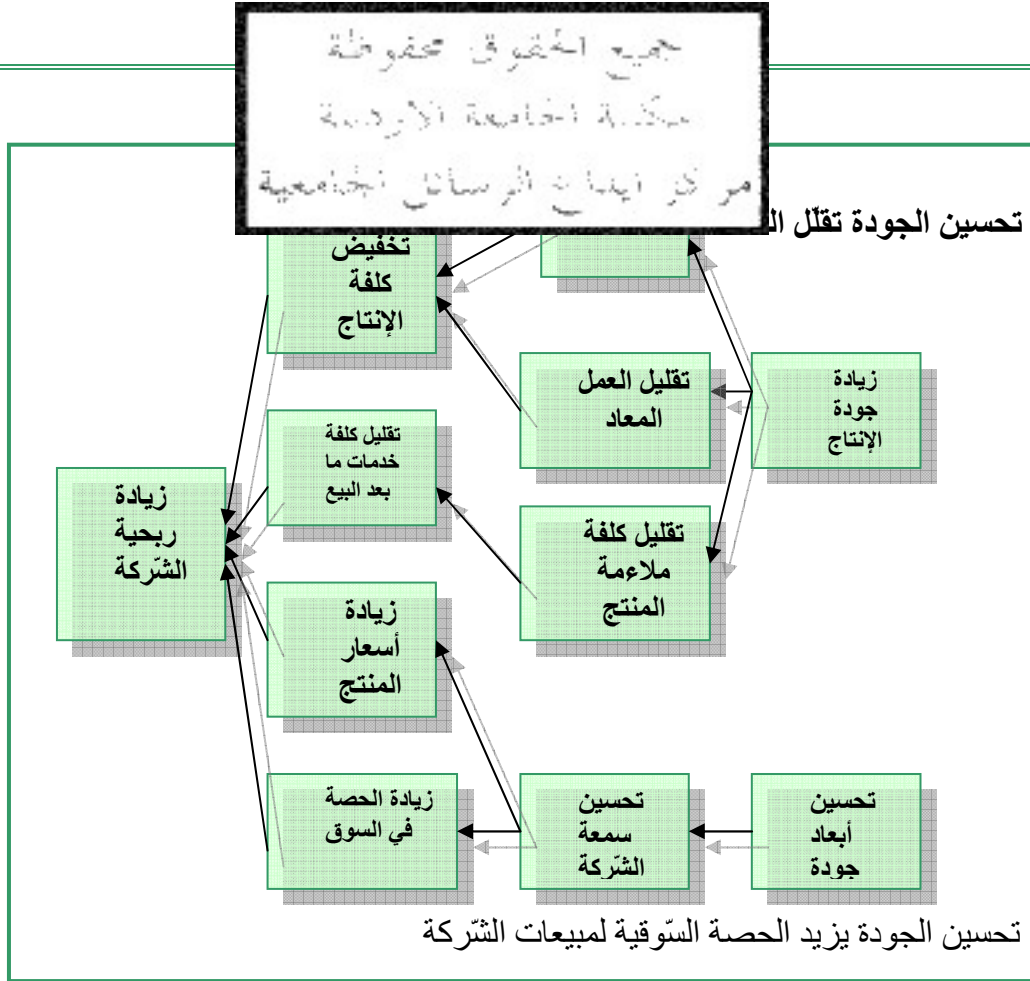 جميع الحقوق محفوظة
مكتبة الجامعة الاردنية
مركز ايداع الرسائل الجامعية
تحسين الجودة تقلّل
تخفيض
كلفة
الإنتاج
زيادة
جودة
الإنتاج
تقليل العمل
المعاد
تقليل كلفة
خدمات ما
بعد البيع
زيادة
ربحية
الشّركة
تقليل كلفة
ملاءمة
المنتج
زيادة
أسعار
المنتج
تحسين
أبعاد
جودة
تحسين
سمعة
الشّركة
زيادة الحصة
في السوق
تحسين الجودة يزيد الحصة السّوقية لمبيعات الشّركة